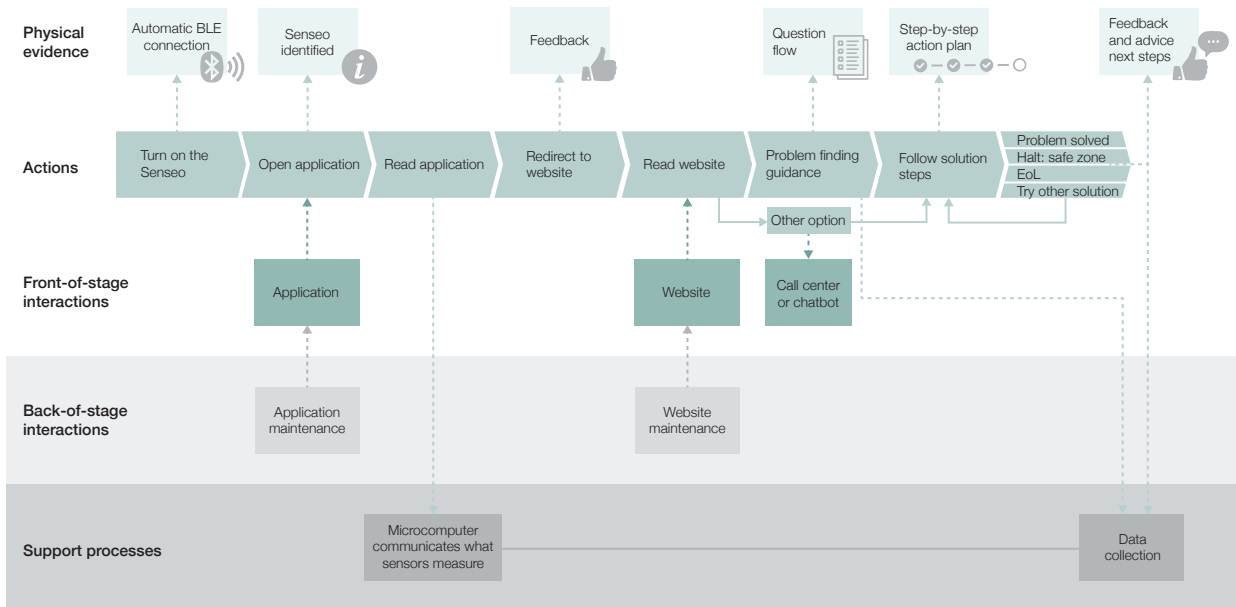 Physical
evidence
Automatic BLE
connection
Senseo
identified
i
Feedback
Question
flow
Step-by-step
action plan
Feedback
and advice
next steps
Actions
Turn on the
Senseo
Open application
Read application
Redirect to
website
Read website
Problem finding
guidance
Follow solution
steps
Problem solved
Halt: safe zone
EoL
Try other solution
Other option
Front-of-stage
interactions
Application
Website
Call center
or chatbot
Back-of-stage
interactions
Application
maintenance
Website
maintenance
Support processes
Microcomputer
communicates what
sensors measure
Data
collection